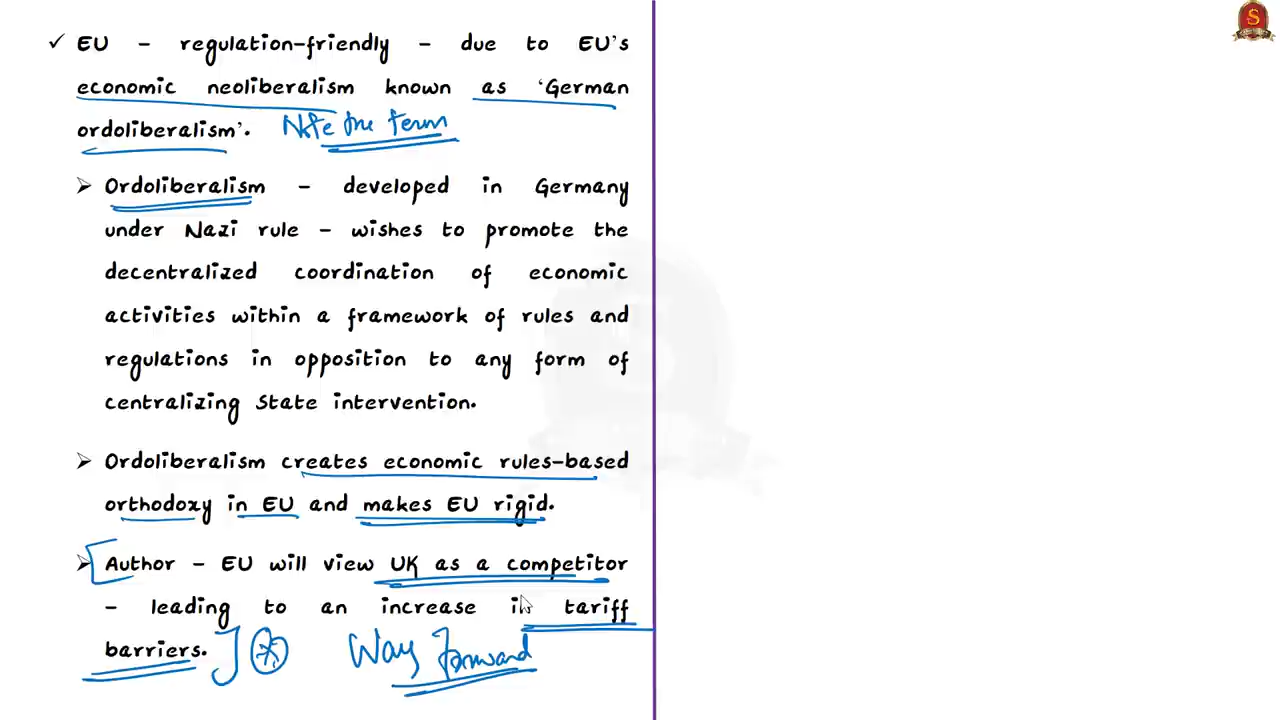 ✓ EU – regulation-friendly – due to EU's
economic neoliberalism known as 'German
ordoliberalism'. Note the term
➢ Ordoliberalism – developed in Germany
under Nazi rule – wishes to promote the
decentralized coordination of economic
activities within a framework of rules and
regulations in opposition to any form of
centralizing State intervention.
➢ Ordoliberalism creates economic rules-based
orthodoxy in EU and makes EU rigid.
➢ Author – EU will view UK as a competitor
– leading to an increase in tariff
barriers. Way forward